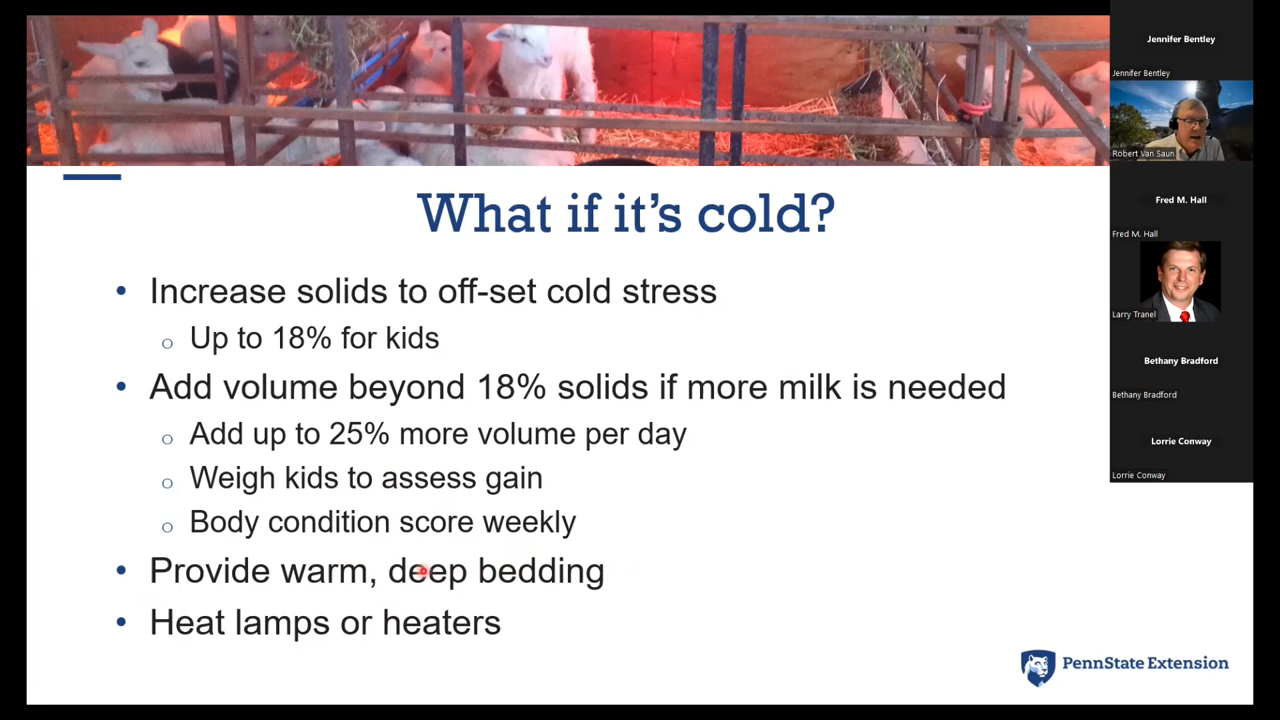 What if it's cold?
• Increase solids to off-set cold stress
o Up to 18% for kids
• Add volume beyond 18% solids if more milk is needed
o Add up to 25% more volume per day
o Weigh kids to assess gain
o Body condition score weekly
• Provide warm, deep bedding
• Heat lamps or heaters
PennState Extension
Jennifer Bentley
Jennifer Bentley
Robert Van Saun
Fred M. Hall
Fred M. Hall
Larry Tranel
Bethany Bradford
Bethany Bradford
Lorrie Conway
Lorrie Conway